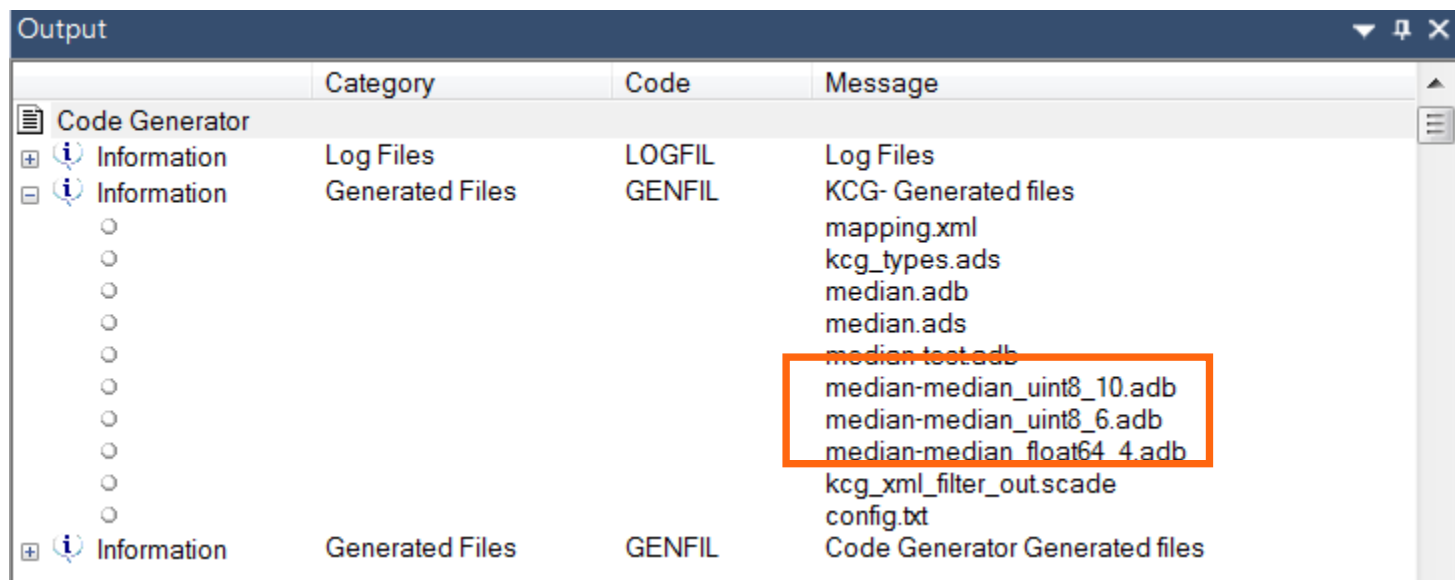 Output
Category Code Message
Code Generator
Information Log Files LOGFIL Log Files
Information Generated Files GENFIL KCG- Generated files
mapping.xml
kcg_types.ads
median.adb
median.ads
median-test.adb
median-median_uint8_10.adb
median-median_uint8_6.adb
median-median_float64_4.adb
kcg_xml_filter_out.scade
config.txt
Information Generated Files GENFIL Code Generator Generated files